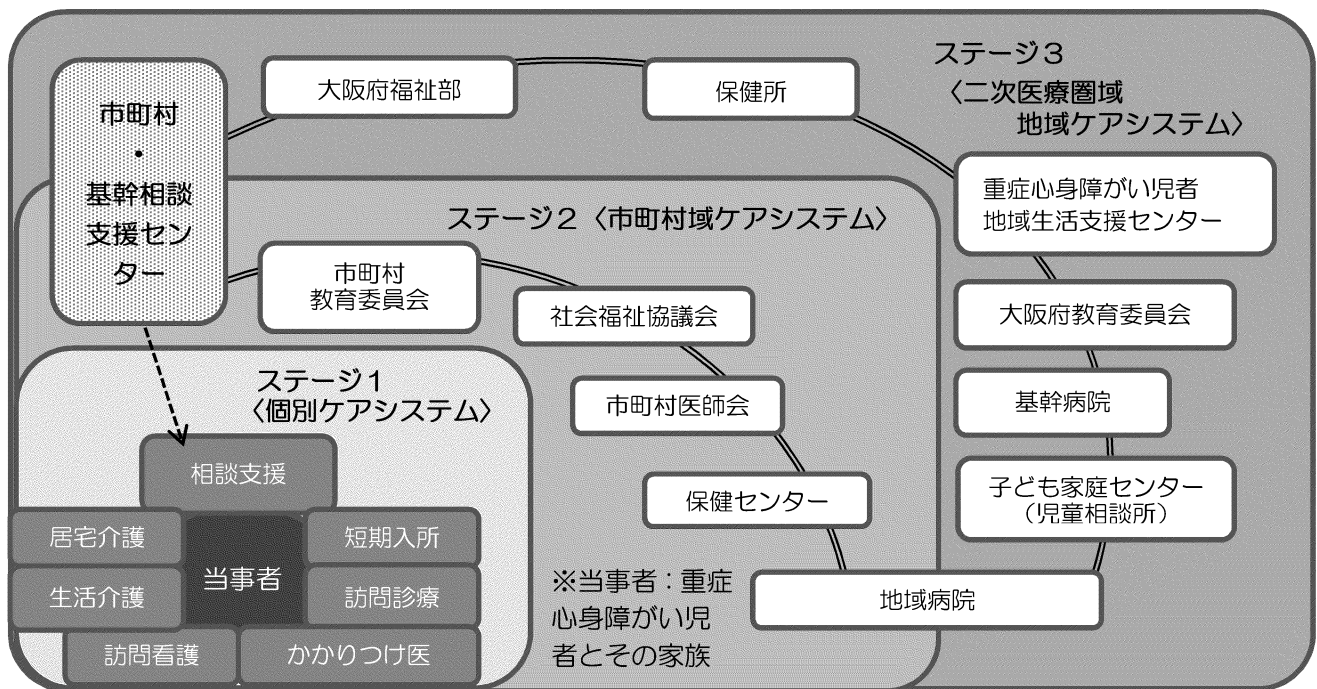 ステージ3
〈二次医療圏域
地域ケアシステム〉
市町村
・
基幹相談
支援セン
ター
大阪府福祉部
保健所
重症心身障がい児者
地域生活支援センター
大阪府教育委員会
基幹病院
子ども家庭センター
(児童相談所)
地域病院
ステージ2〈市町村域ケアシステム〉
市町村
教育委員会
社会福祉協議会
市町村医師会
保健センター
ステージ1
〈個別ケアシステム〉
相談支援
居宅介護
短期入所
当事者
生活介護
訪問診療
訪問看護
かかりつけ医
※当事者:重症
心身障がい児
者とその家族